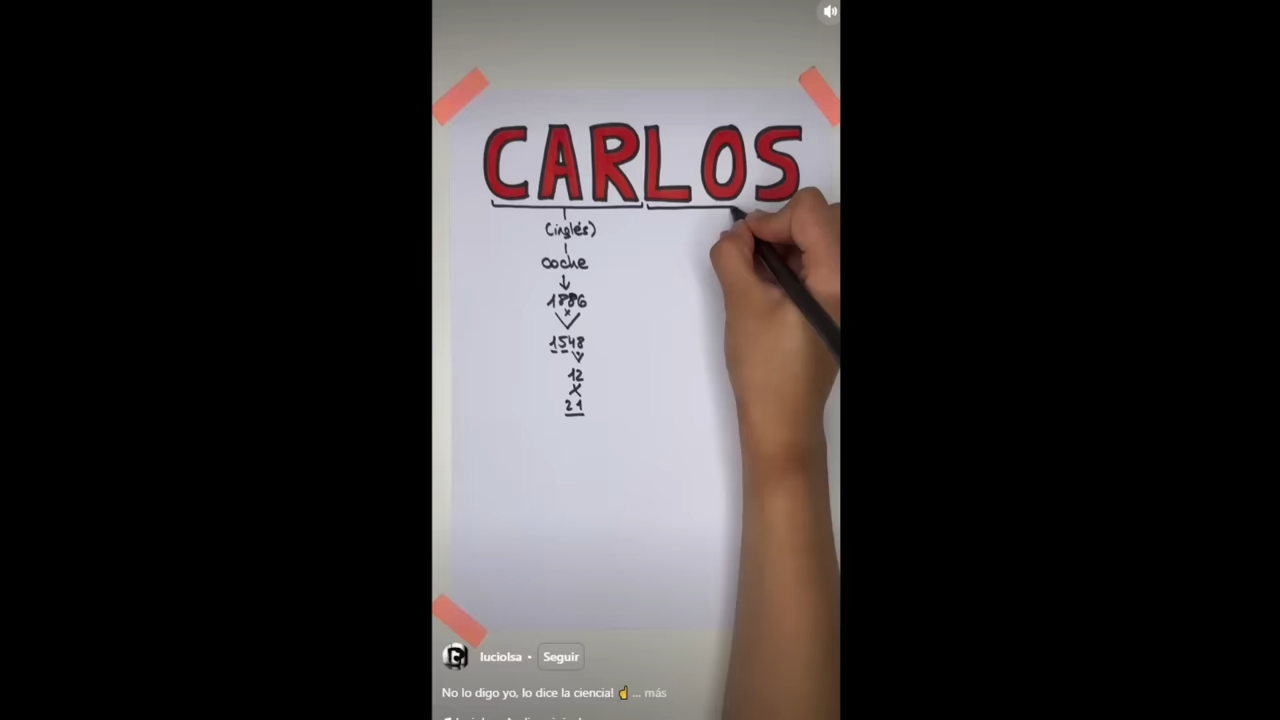 CARLOS
(inglés)
coche
1886
x
1548
12
x
21
luciolsa • Seguir
No lo digo yo, lo dice la ciencia! ☝ ... más